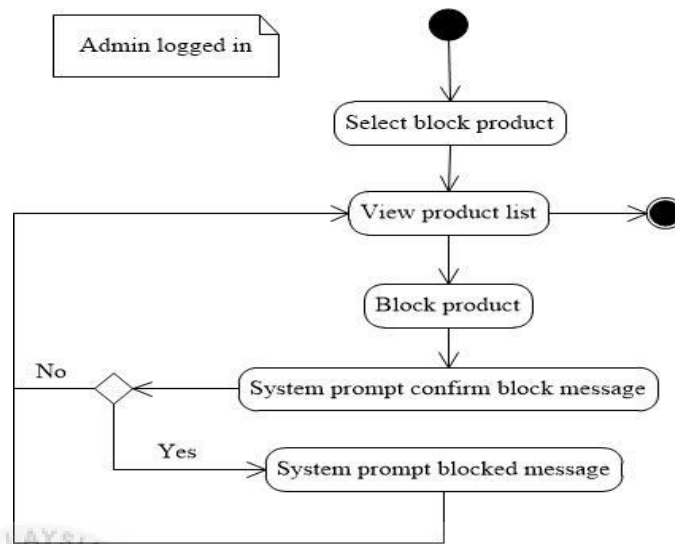 Admin logged in
Select block product
View product list
Block product
No
System prompt confirm block message
Yes
System prompt blocked message